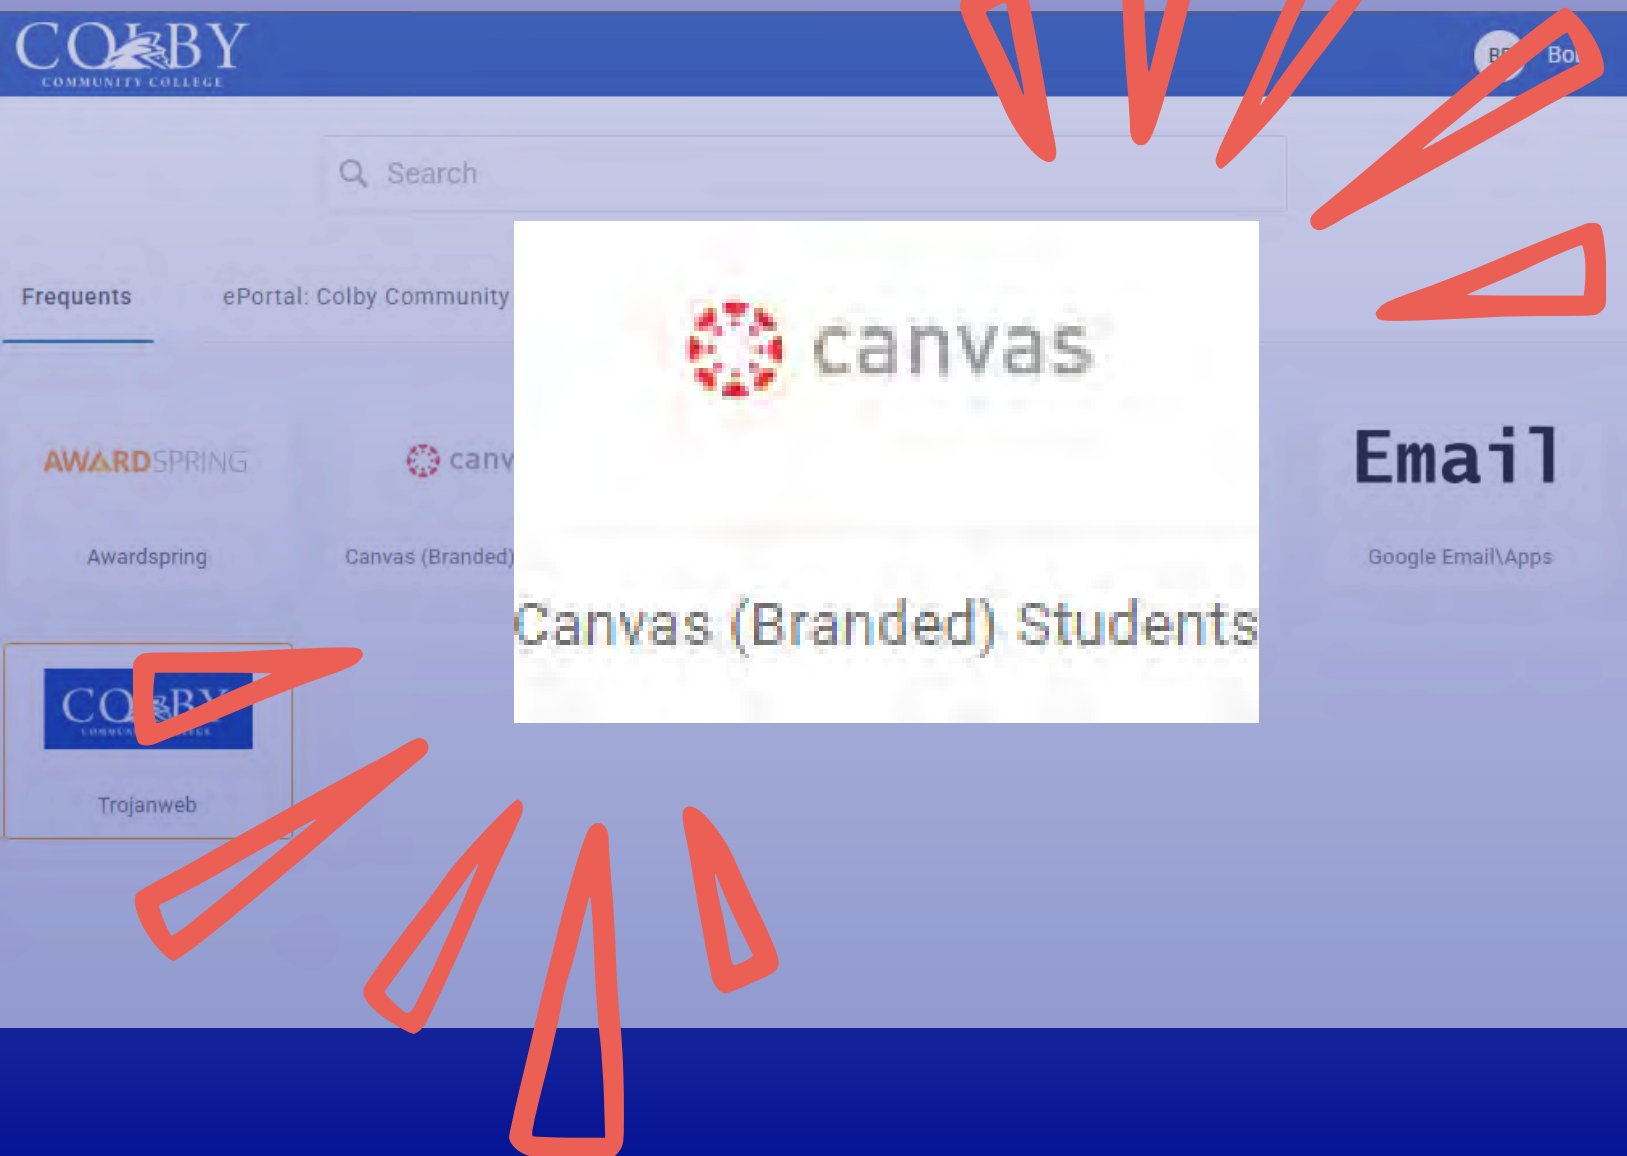 COLBY
COMMUNITY COLLEGE
Search
Frequents
ePortal: Colby Community
canvas
AWARDSPRING
Email
Awardspring
Canvas (Branded)
Google Email\Apps
Canvas (Branded) Students
COLBY
Trojanweb